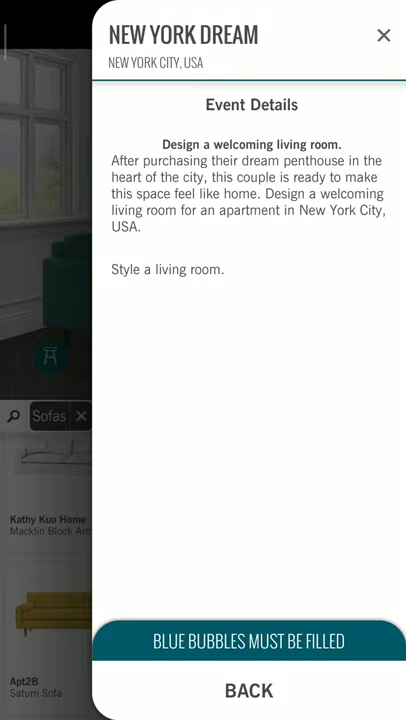 NEW YORK DREAM
NEW YORK CITY, USA
Event Details
Design a welcoming living room.
After purchasing their dream penthouse in the
heart of the city, this couple is ready to make
this space feel like home. Design a welcoming
living room for an apartment in New York City,
USA.
Style a living room.
Sofas
Kathy Kuo Home
Macklin Block Arm
Apt2B
Saturn Sofa
BLUE BUBBLES MUST BE FILLED
BACK